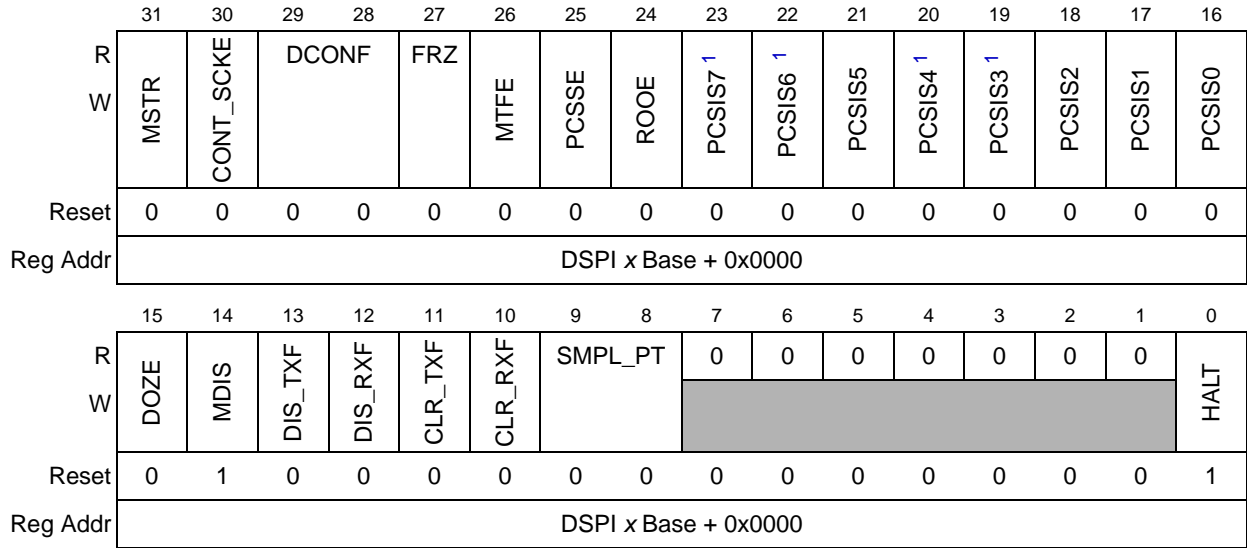 31 30 29 28 27 26 25 24 23 22 21 20 19 18 17 16
R W MSTR CONT_SCKE DCONF FRZ MTFE PCSSE ROOE PCSIS7 1 PCSIS6 1 PCSIS5 PCSIS4 1 PCSIS3 1 PCSIS2 PCSIS1 PCSIS0
Reset 0 0 0 0 0 0 0 0 0 0 0 0 0 0 0 0
Reg Addr DSPI x Base + 0x0000
15 14 13 12 11 10 9 8 7 6 5 4 3 2 1 0
R W DOZE MDIS DIS_TXF DIS_RXF CLR_TXF CLR_RXF SMPL_PT 0 0 0 0 0 0 0 HALT
Reset 0 1 0 0 0 0 0 0 0 0 0 0 0 0 0 1
Reg Addr DSPI x Base + 0x0000